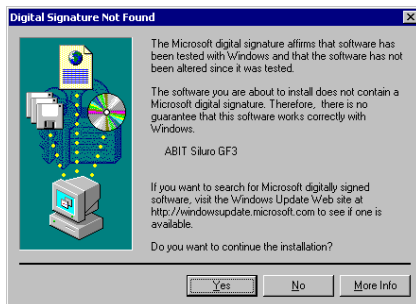 Digital Signature Not Found
The Microsoft digital signature affirms that software has
been tested with Windows and that the software has not
been altered since it was tested.
The software you are about to install does not contain a
Microsoft digital signature. Therefore, there is no
guarantee that this software works correctly with
Windows.
ABIT Siluro GF3
If you want to search for Microsoft digitally signed
software, visit the Windows Update Web site at
http://windowsupdate.microsoft.com to see if one is
available.
Do you want to continue the installation?
Yes No More Info